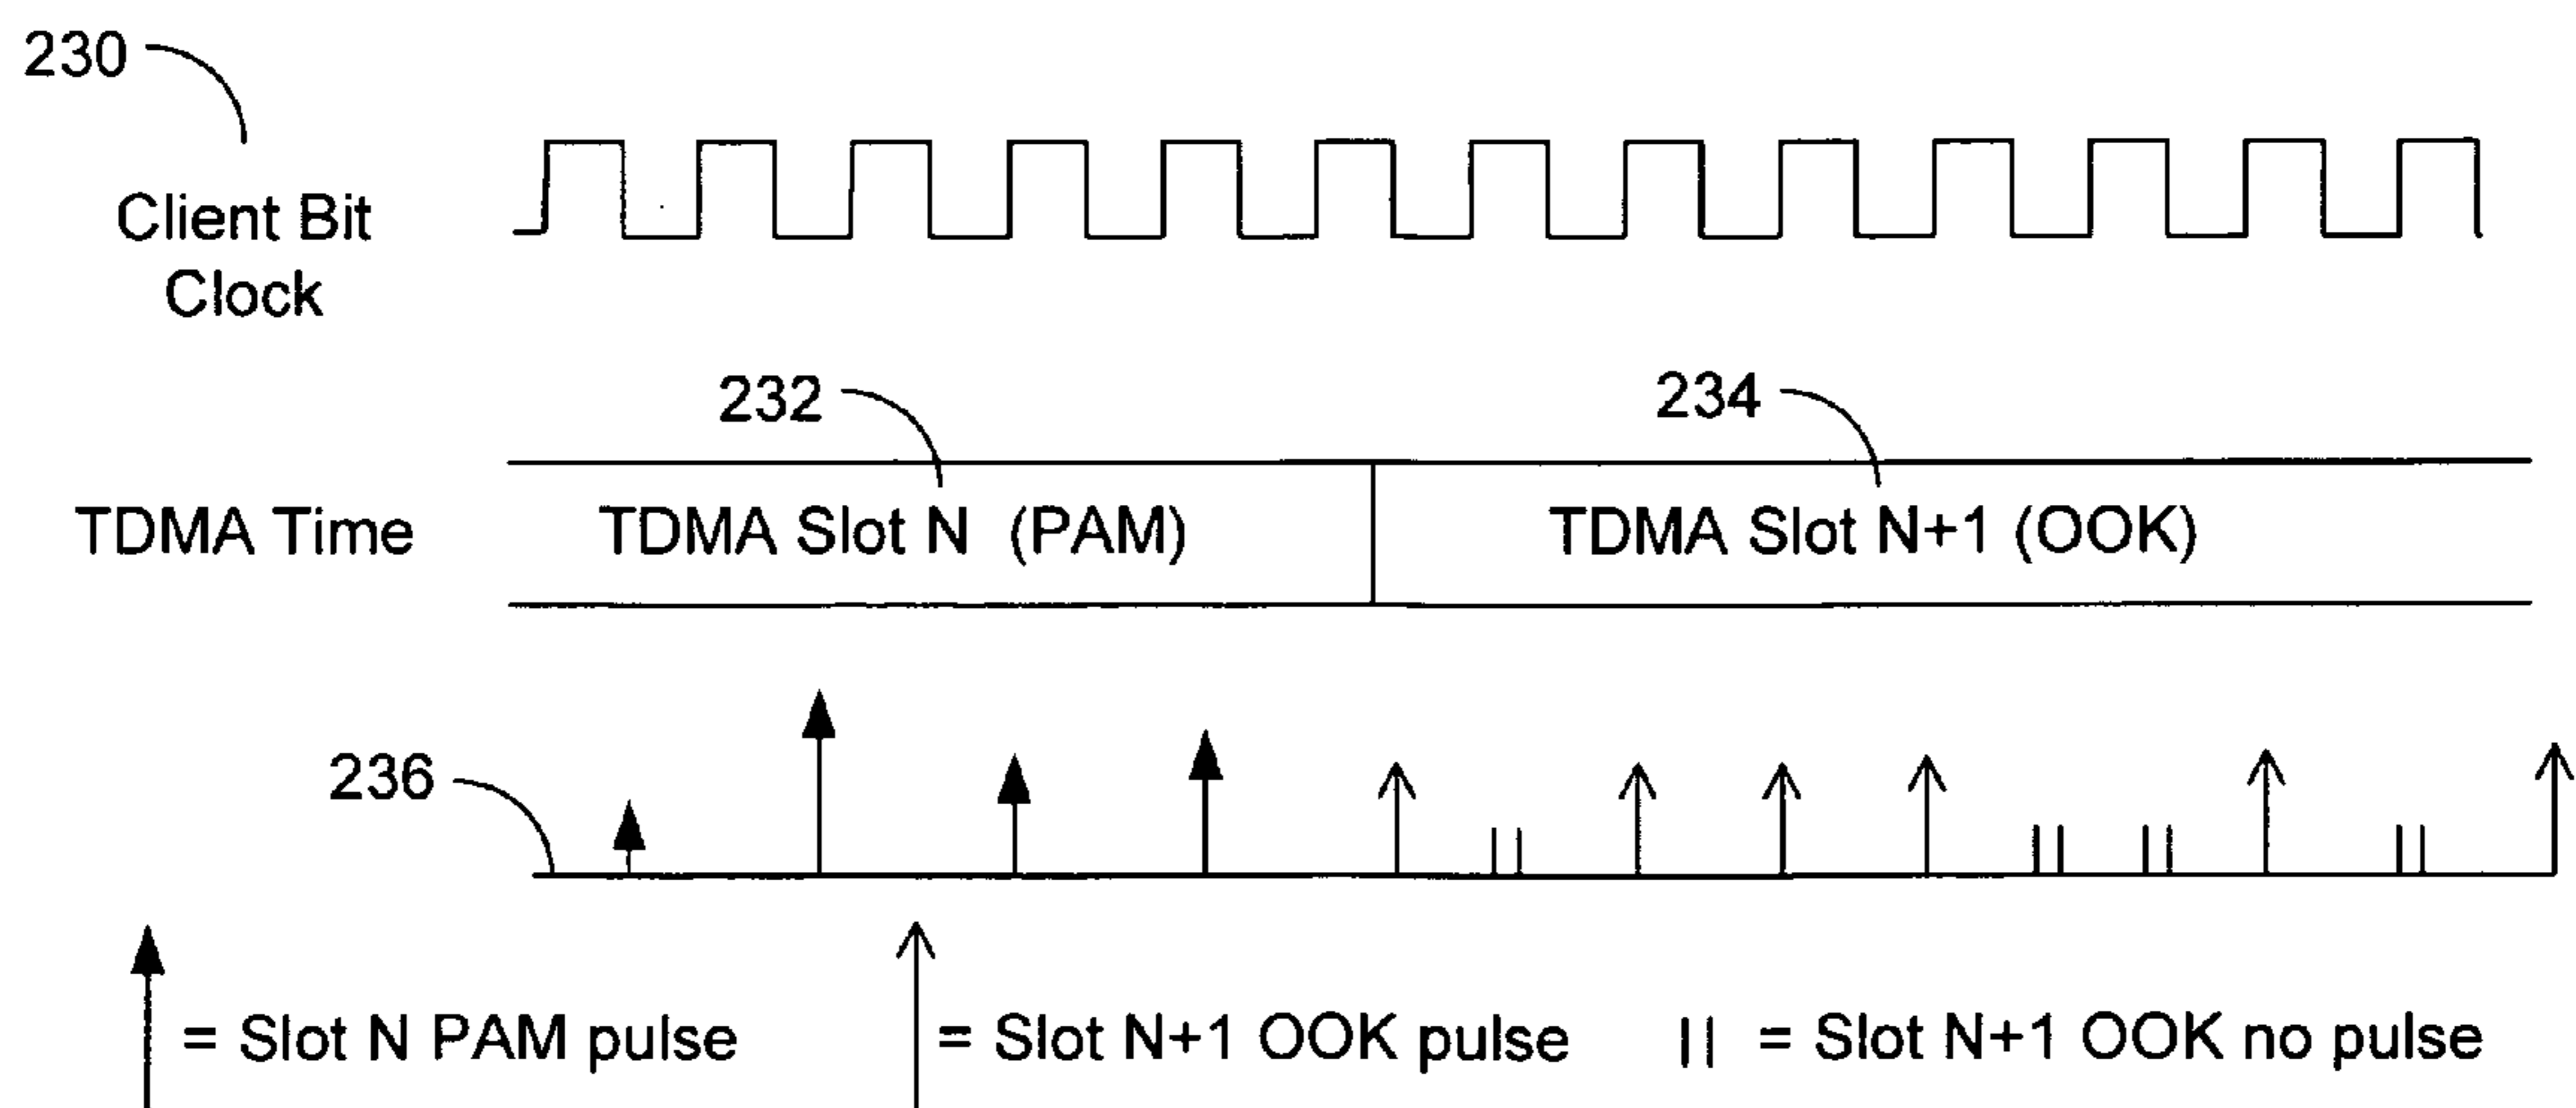 230
Client Bit
Clock
232
234
TDMA Time
TDMA Slot N (PAM)
TDMA Slot N+1 (OOK)
236
= Slot N PAM pulse
= Slot N+1 OOK pulse
= Slot N+1 OOK no pulse